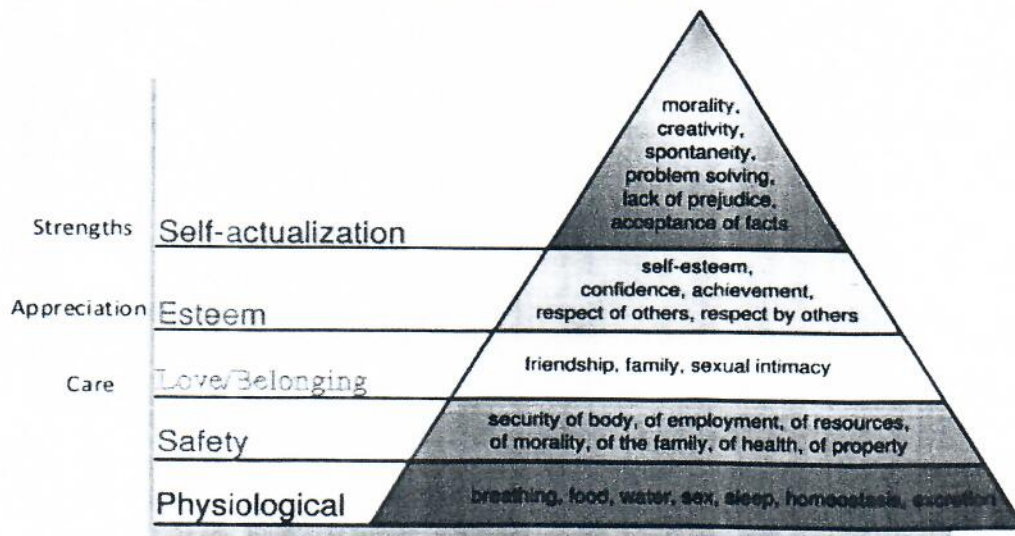 morality,
creativity,
spontaneity,
problem solving,
lack of prejudice,
acceptance of facts
Strengths Self-actualization
self-esteem,
confidence, achievement,
respect of others, respect by others
Appreciation Esteem
friendship, family, sexual intimacy
Care Love/Belonging
security of body, of employment, of resources,
of morality, of the family, of health, of property
Safety
breathing, food, water, sex, sleep, homeostasis, excretion
Physiological